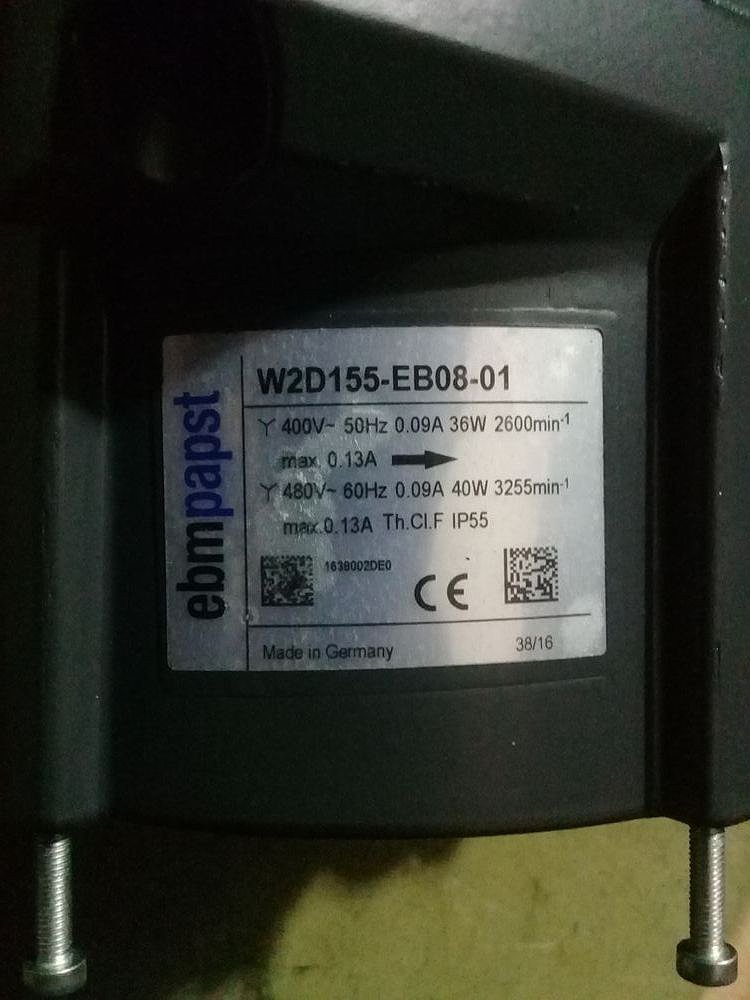 ebmpapst
W2D155-EB08-01
Y 400V~ 50Hz 0.09A 36W 2600min⁻¹
max. 0.13A
Y 480V~ 60Hz 0.09A 40W 3255min⁻¹
max.0.13A Th.Cl.F IP55
1638002DE0
CE
Made in Germany 38/16